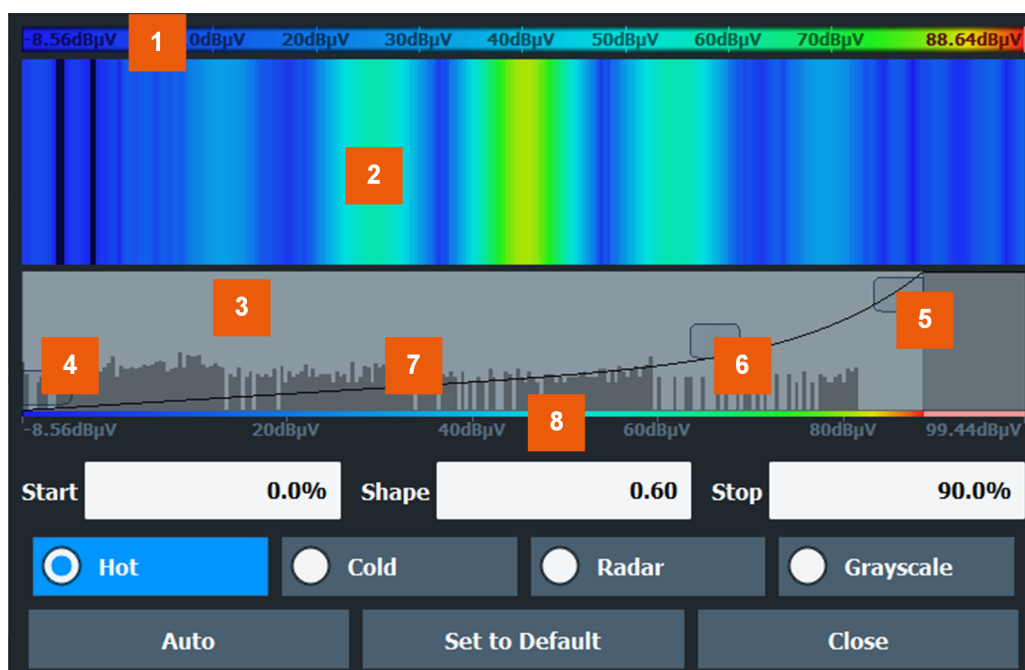 -8.56dBµV 1 0dBµV 20dBµV 30dBµV 40dBµV 50dBµV 60dBµV 70dBµV 88.64dBµV
2
3
5
4 7 6
8
-8.56dBµV 20dBµV 40dBµV 60dBµV 80dBµV 99.44dBµV
Start 0.0% Shape 0.60 Stop 90.0%
Hot Cold Radar Grayscale
Auto Set to Default Close